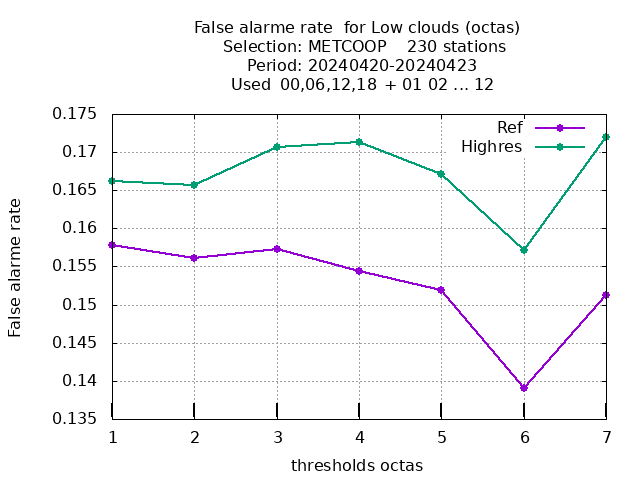 False alarme rate  for Low clouds (octas)
Selection: METCOOP    230 stations
Period: 20240420-20240423
Used  00,06,12,18  + 01 02 ... 12
Ref
Highres
0.175
0.17
0.165
0.16
0.155
0.15
0.145
0.14
0.135
False alarme rate
1 2 3 4 5 6 7
thresholds octas